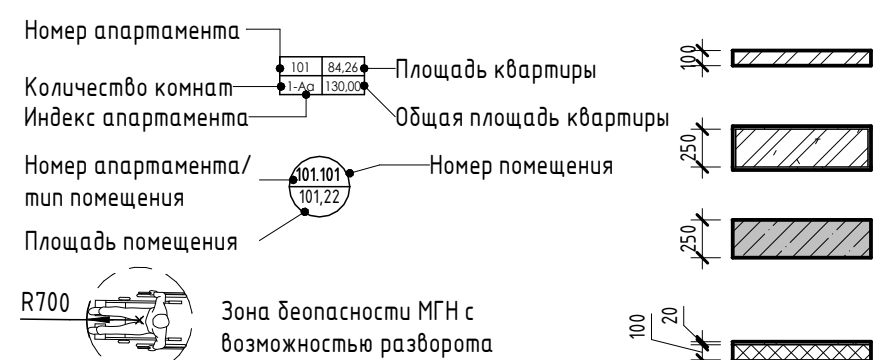 Номер апартамента
101 84,26
Площадь квартиры
Количество комнат
1-Аа 130,00
Индекс апартамента
Общая площадь квартиры
Номер апартамента/
тип помещения
101.101
101,22
Номер помещения
Площадь помещения
R700
Зона беопасности МГН с
возможностью разворота
100
250
250
100
20